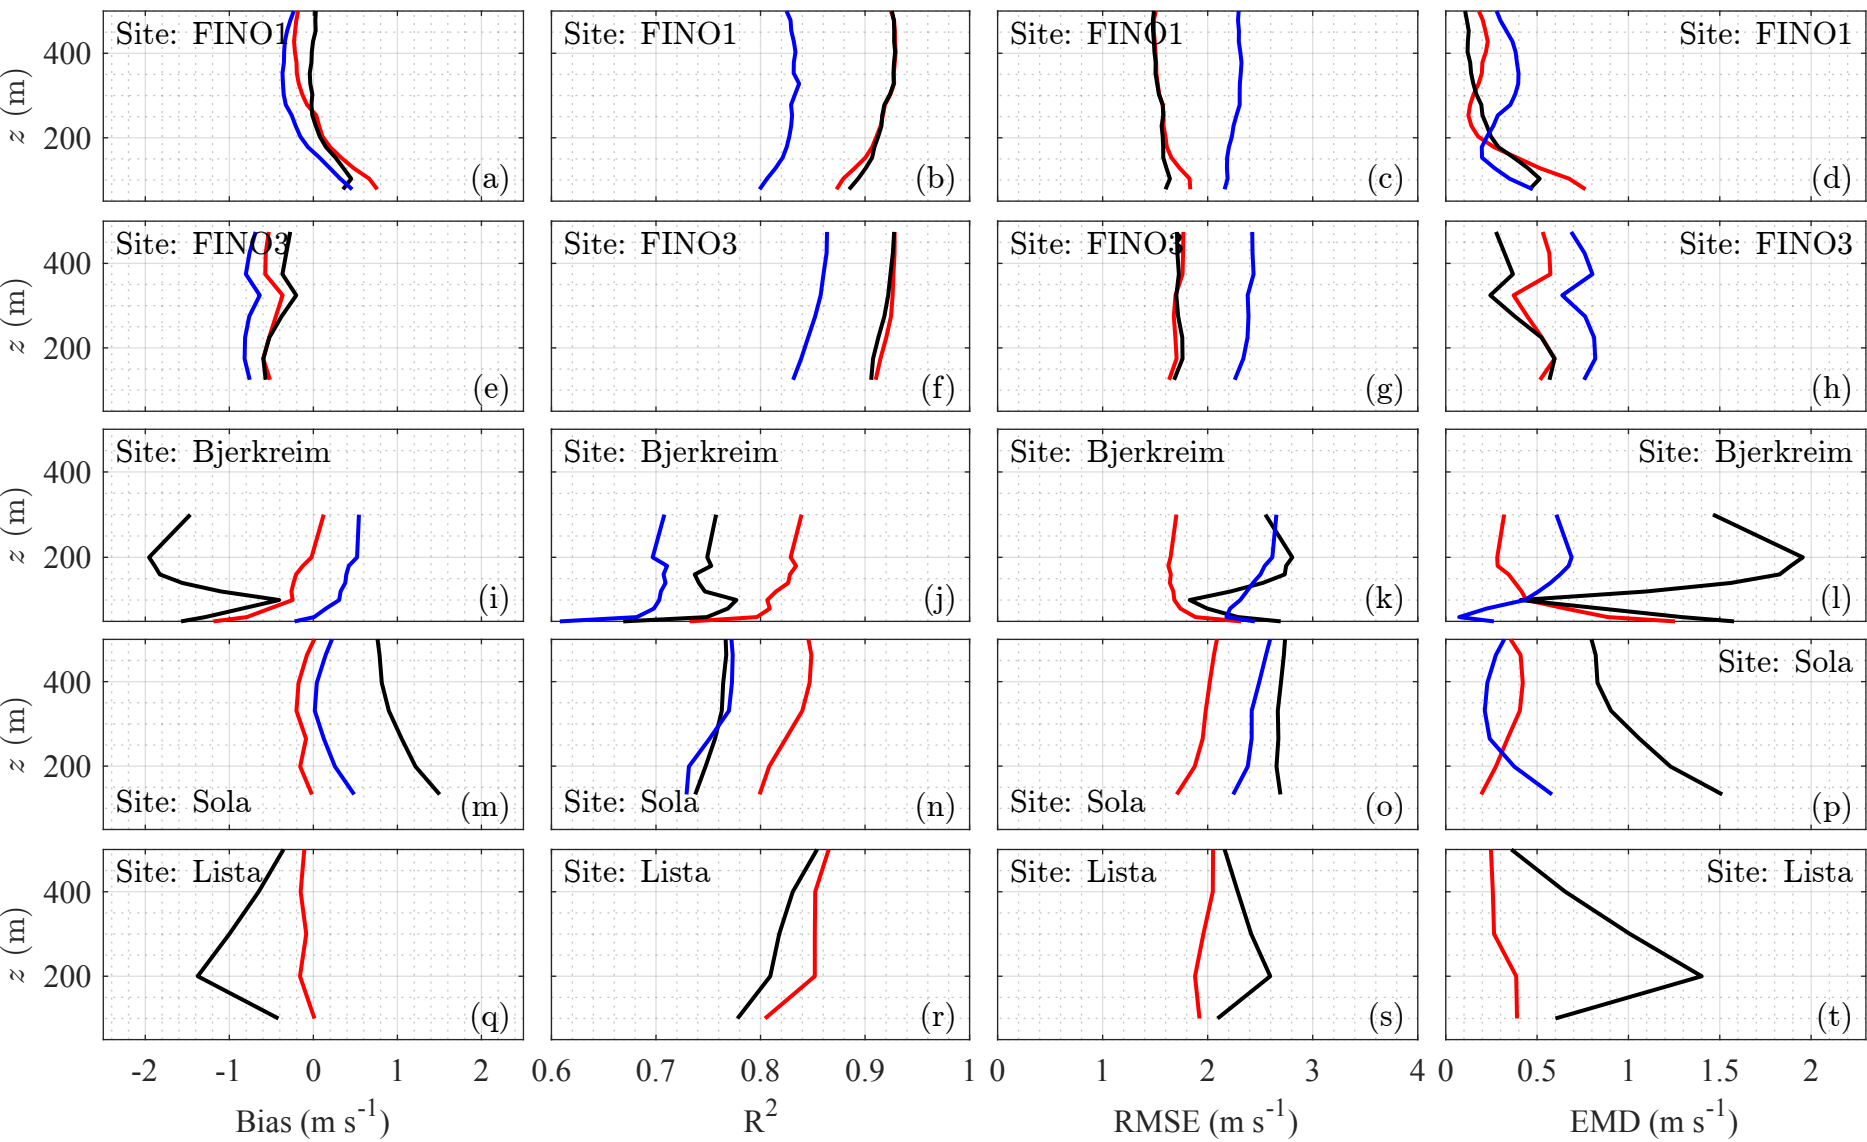 Site: FINO1
Site: FINO1
Site: FINO1
Site: FINO1
z (m)
400
200
(a)
(b)
(c)
(d)
Site: FINO3
Site: FINO3
Site: FINO3
Site: FINO3
z (m)
400
200
(e)
(f)
(g)
(h)
Site: Bjerkreim
Site: Bjerkreim
Site: Bjerkreim
Site: Bjerkreim
z (m)
400
200
(i)
(j)
(k)
(l)
z (m)
400
200
Site: Sola
(m)
Site: Sola
(n)
Site: Sola
(o)
Site: Sola
(p)
Site: Lista
Site: Lista
Site: Lista
Site: Lista
z (m)
400
200
(q)
(r)
(s)
(t)
-2 -1 0 1 2
0.6 0.7 0.8 0.9 1
0 1 2 3 4
0 0.5 1 1.5 2
Bias (m s⁻¹)
R²
RMSE (m s⁻¹)
EMD (m s⁻¹)